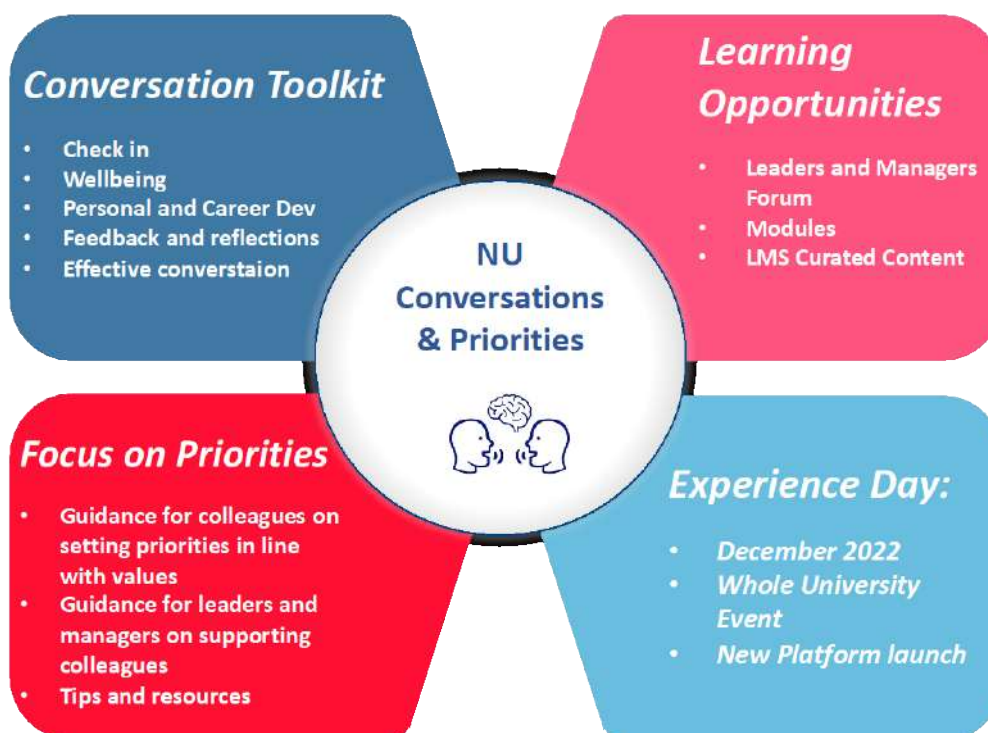 Conversation Toolkit
• Check in
• Wellbeing
• Personal and Career Dev
• Feedback and reflections
• Effective converstaion
Learning
Opportunities
• Leaders and Managers
Forum
• Modules
• LMS Curated Content
NU
Conversations
& Priorities
Focus on Priorities
• Guidance for colleagues on
setting priorities in line
with values
• Guidance for leaders and
managers on supporting
colleagues
• Tips and resources
Experience Day:
• December 2022
• Whole University
Event
• New Platform launch